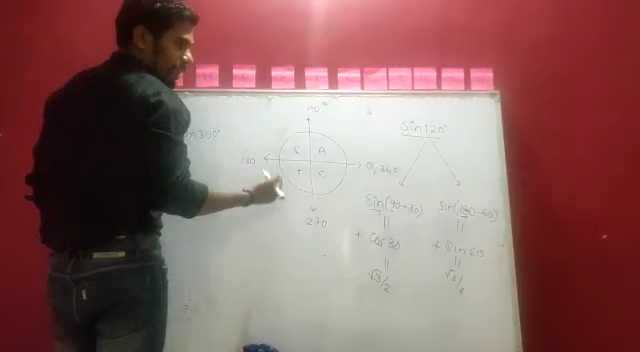 Sin30°
90°
S A
T C
180
0, 360
270
Sin120°
Sin(90+30)
Sin(180-60)
=
=
+ Cos 30
+ Sin 60
=
=
√3/2
√3/2